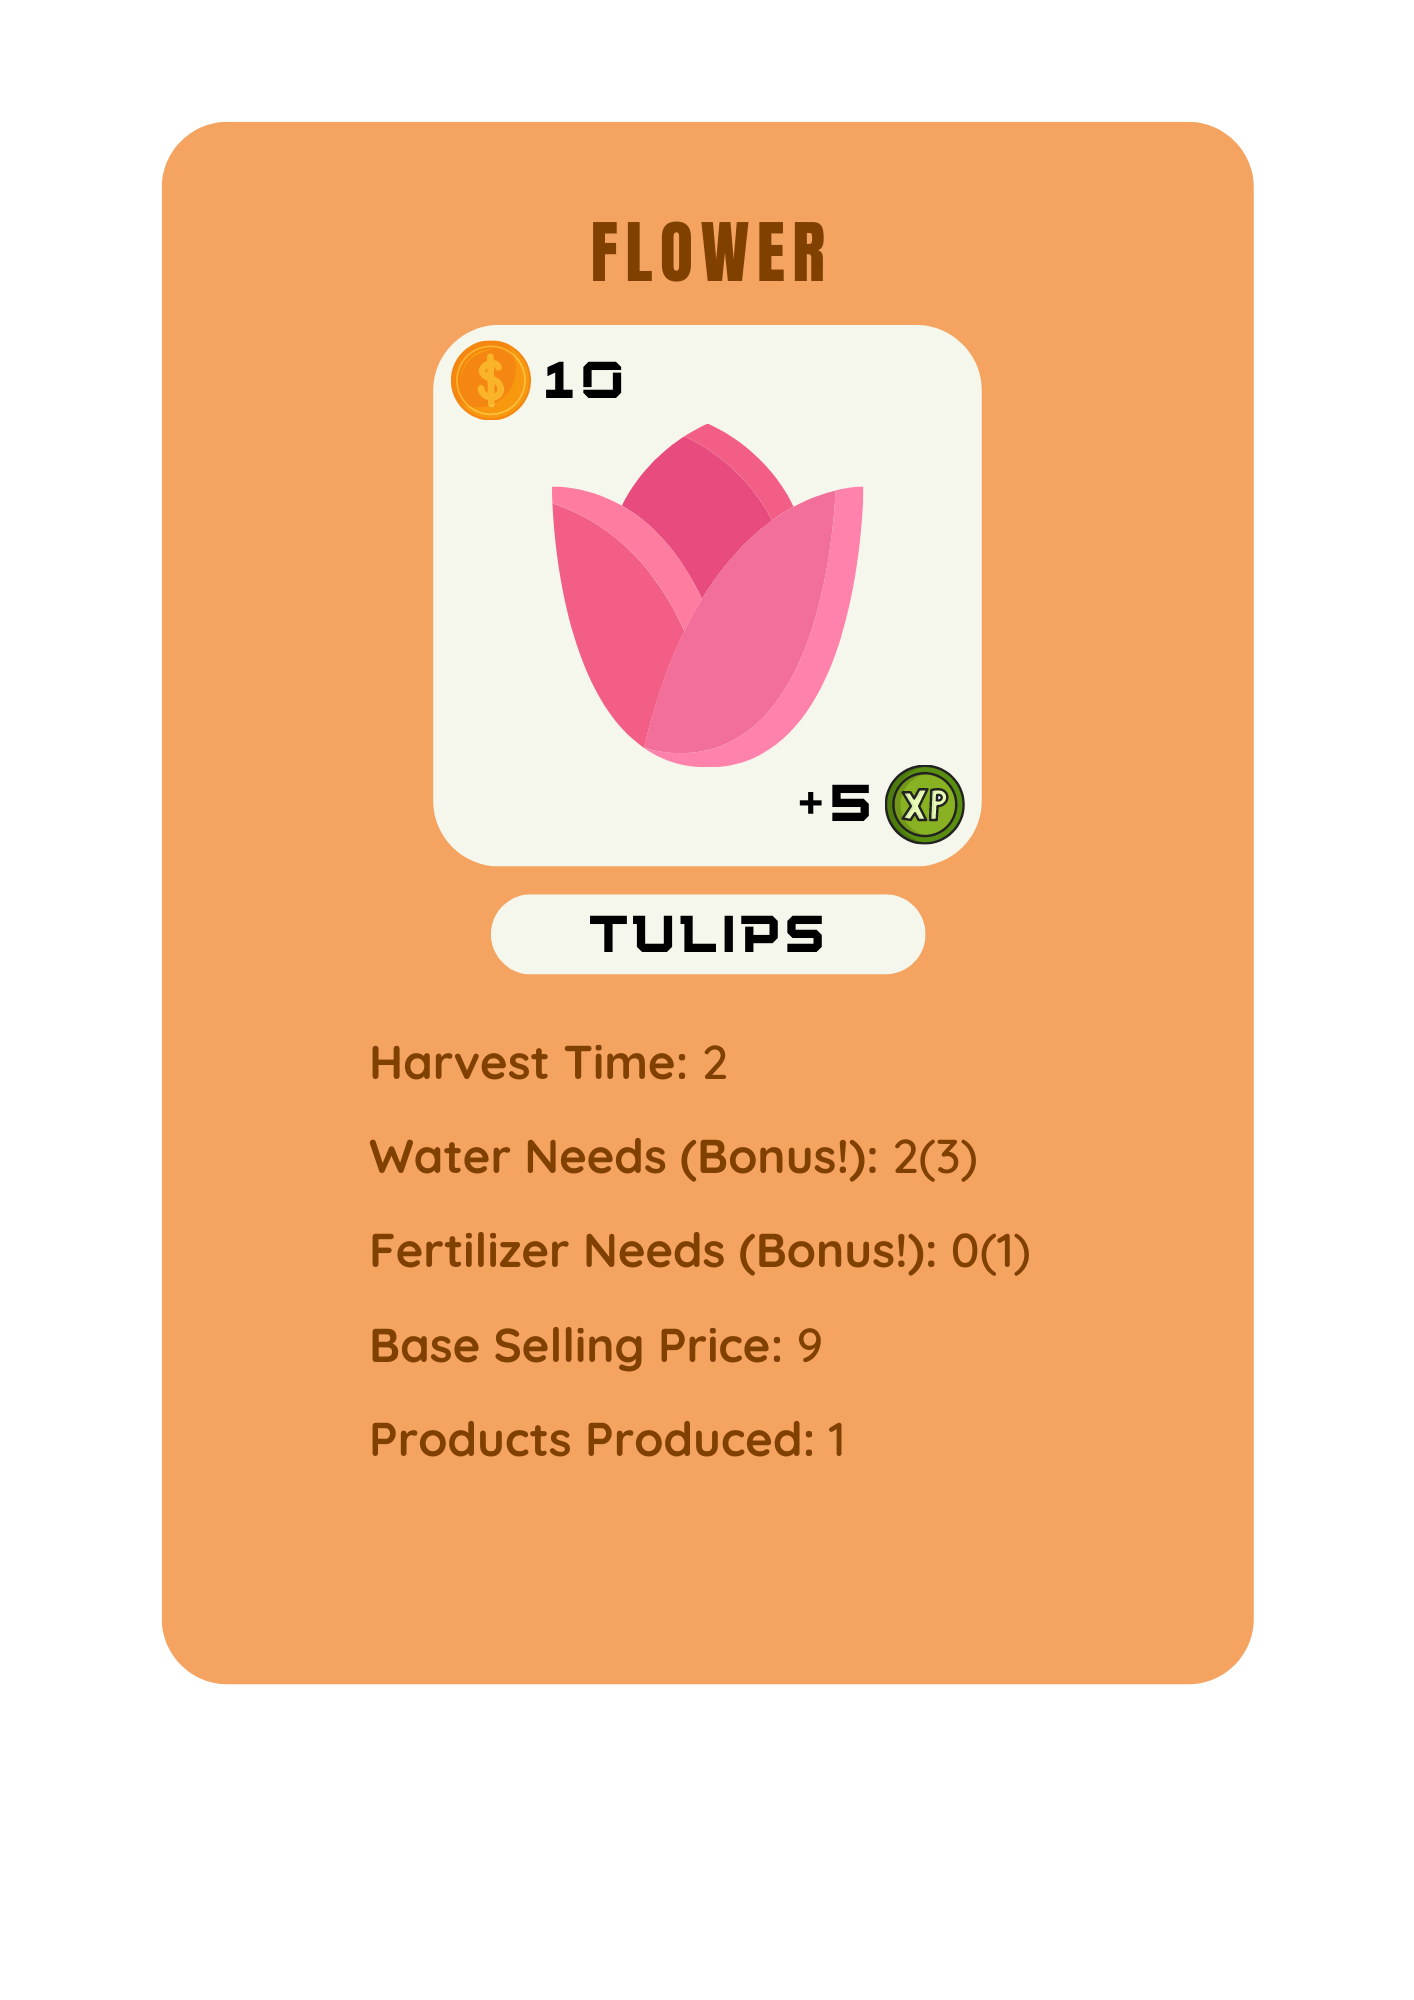 FLOWER
$ 10
+5 XP
TULIPS
Harvest Time: 2
Water Needs (Bonus!): 2(3)
Fertilizer Needs (Bonus!): 0(1)
Base Selling Price: 9
Products Produced: 1